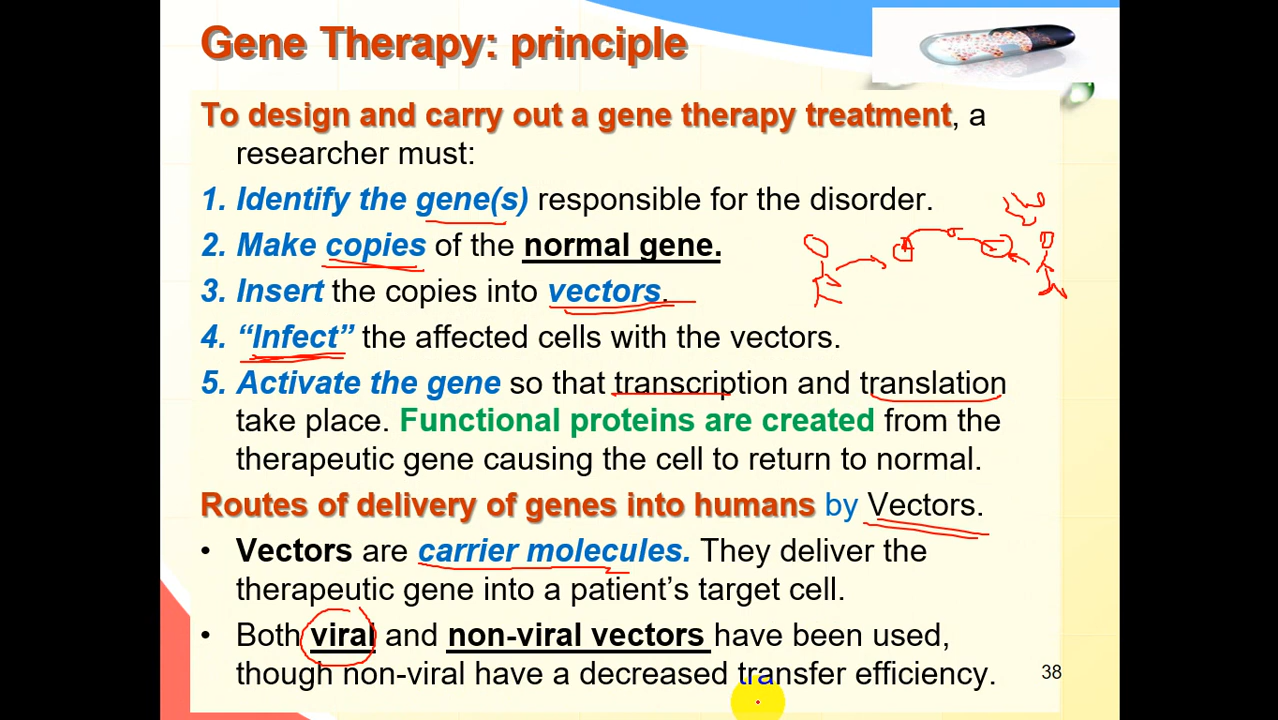 Gene Therapy: principle
To design and carry out a gene therapy treatment, a
researcher must:
1. Identify the gene(s) responsible for the disorder.
2. Make copies of the normal gene.
3. Insert the copies into vectors.
4. “Infect” the affected cells with the vectors.
5. Activate the gene so that transcription and translation
take place. Functional proteins are created from the
therapeutic gene causing the cell to return to normal.
Routes of delivery of genes into humans by Vectors.
• Vectors are carrier molecules. They deliver the
therapeutic gene into a patient’s target cell.
• Both viral and non-viral vectors have been used,
though non-viral have a decreased transfer efficiency.
38